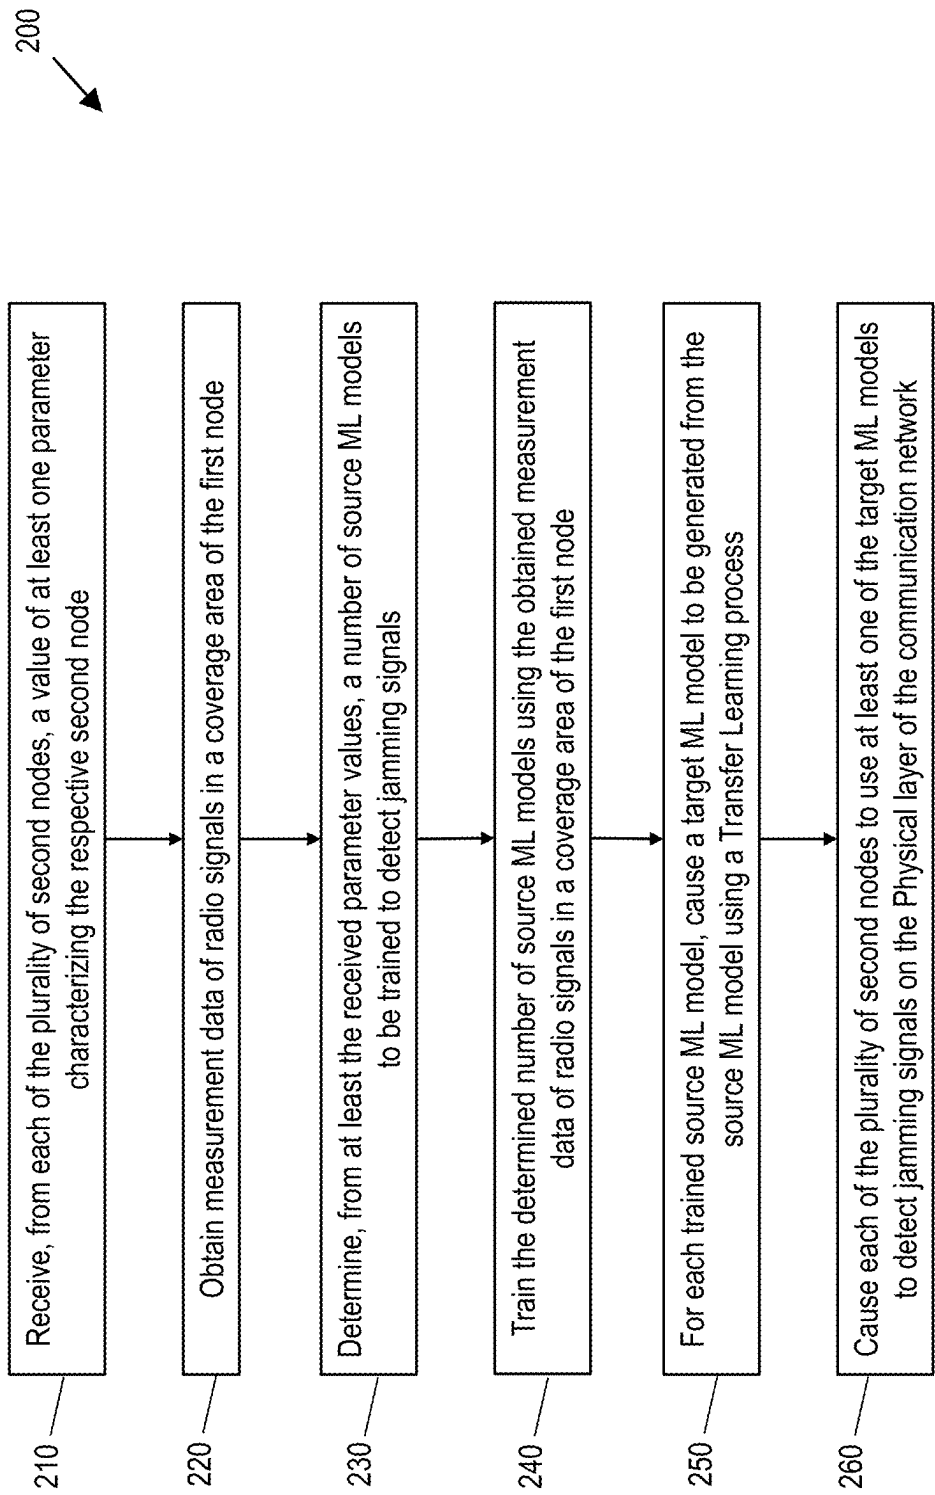 200
210
Receive, from each of the plurality of second nodes, a value of at least one parameter
characterizing the respective second node
220
Obtain measurement data of radio signals in a coverage area of the first node
230
Determine, from at least the received parameter values, a number of source ML models
to be trained to detect jamming signals
240
Train the determined number of source ML models using the obtained measurement
data of radio signals in a coverage area of the first node
250
For each trained source ML model, cause a target ML model to be generated from the
source ML model using a Transfer Learning process
260
Cause each of the plurality of second nodes to use at least one of the target ML models
to detect jamming signals on the Physical layer of the communication network